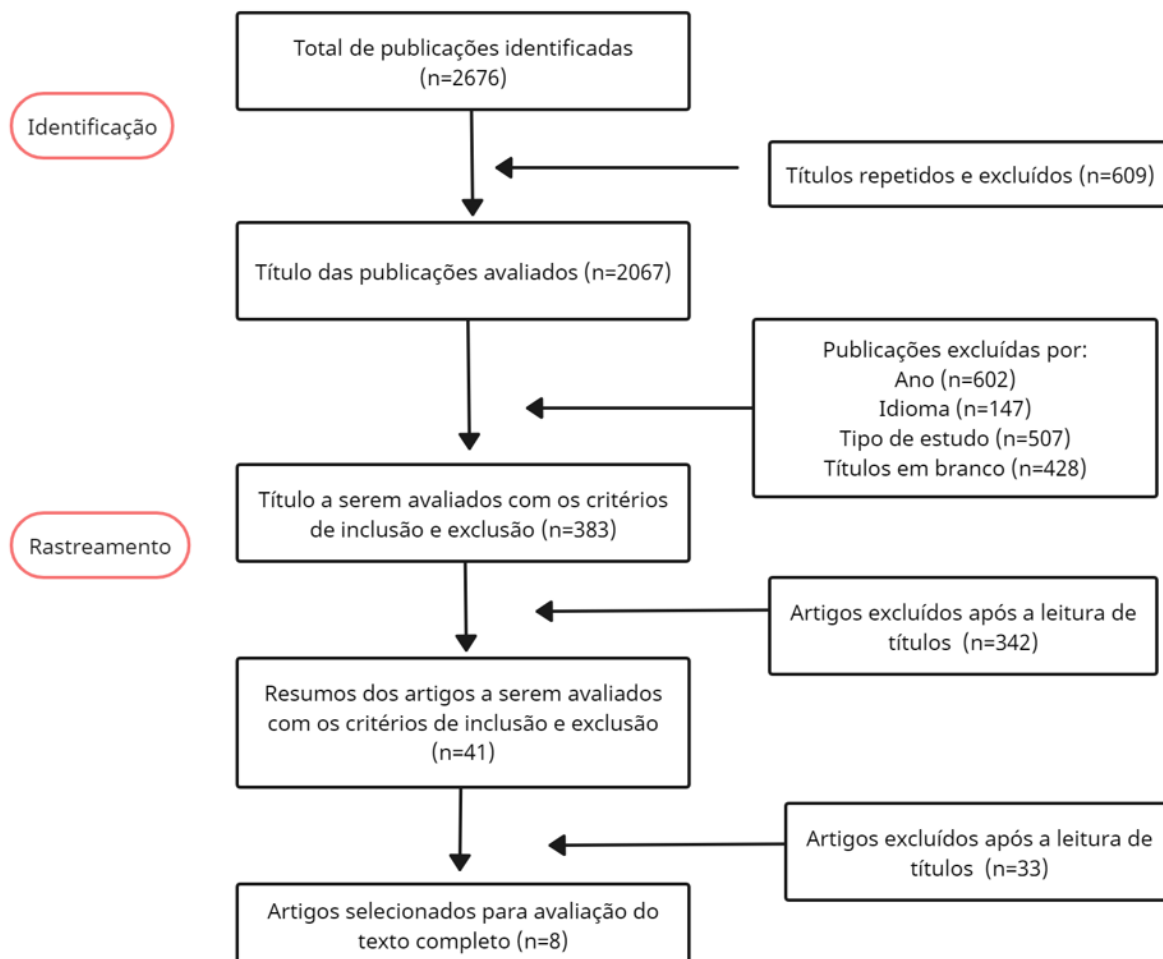 Total de publicações identificadas
(n=2676)
Identificação
Títulos repetidos e excluídos (n=609)
Título das publicações avaliados (n=2067)
Publicações excluídas por:
Ano (n=602)
Idioma (n=147)
Tipo de estudo (n=507)
Títulos em branco (n=428)
Título a serem avaliados com os critérios
de inclusão e exclusão (n=383)
Rastreamento
Artigos excluídos após a leitura de
títulos (n=342)
Resumos dos artigos a serem avaliados
com os critérios de inclusão e exclusão
(n=41)
Artigos excluídos após a leitura de
títulos (n=33)
Artigos selecionados para avaliação do
texto completo (n=8)